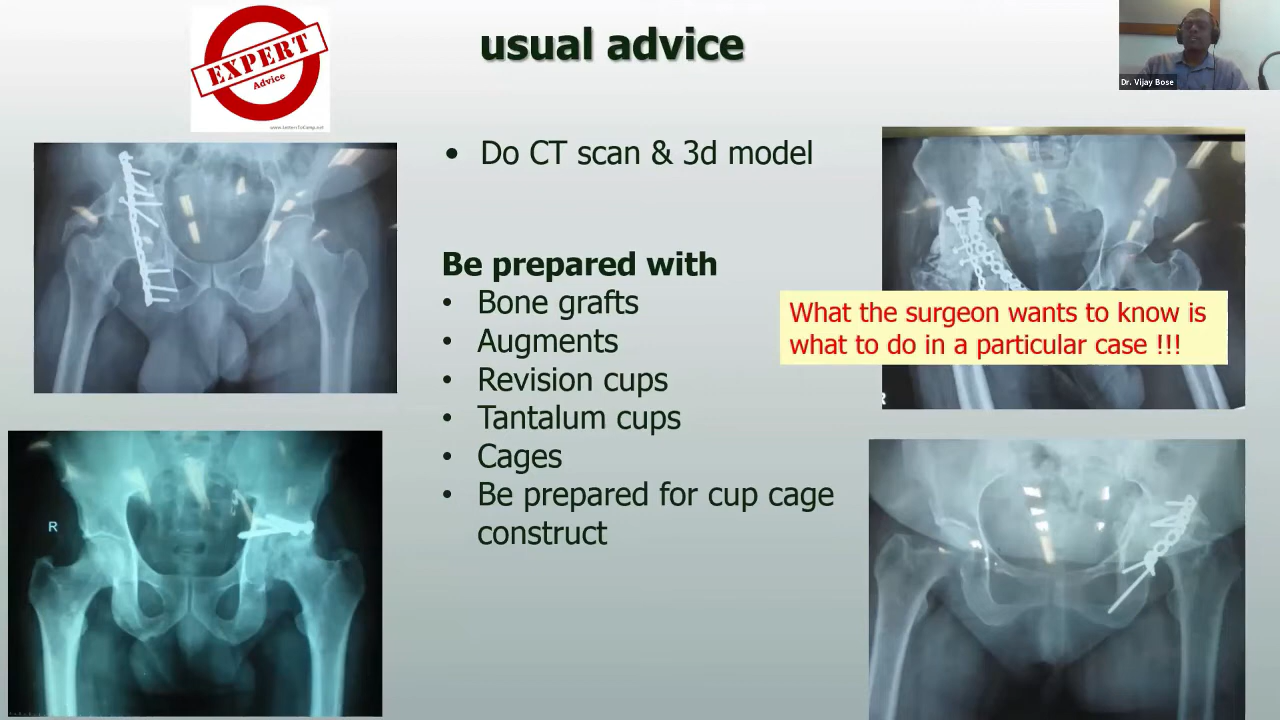 EXPERT
Advice
usual advice
Dr. Vijay Bose
• Do CT scan & 3d model
Be prepared with
• Bone grafts
• Augments
• Revision cups
• Tantalum cups
• Cages
• Be prepared for cup cage
construct
What the surgeon wants to know is
what to do in a particular case !!!
R
R